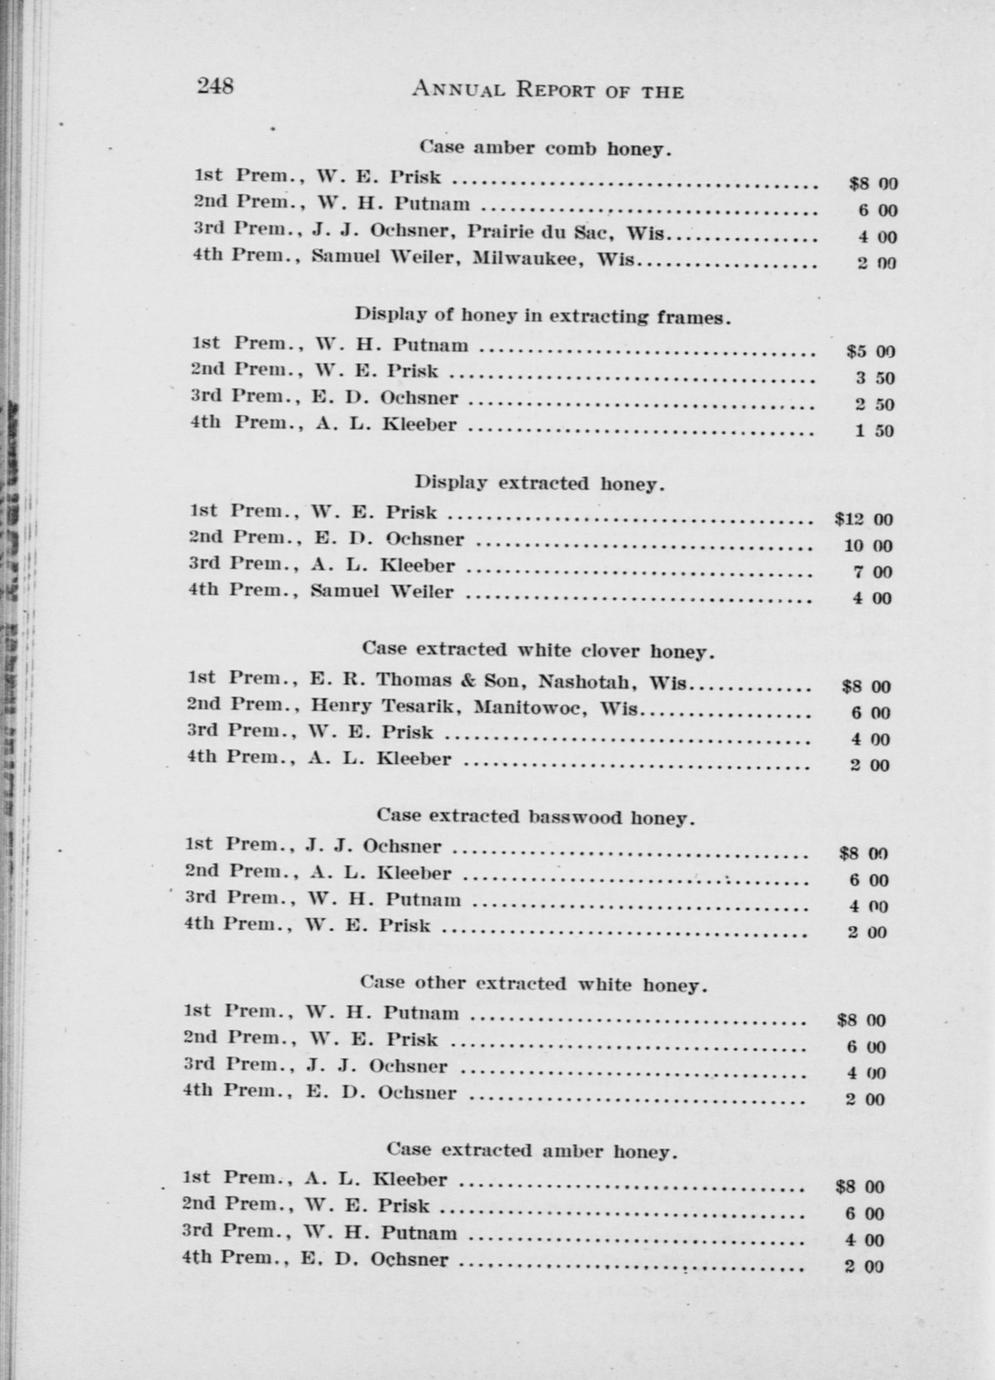 248 ANNUAL REPORT OF THE
Case amber comb honey.
1st Prem., W. E. Prisk ........................................ $8 00
2nd Prem., W. H. Putnam ..................................... 6 00
3rd Prem., J. J. Ochsner, Prairie du Sac, Wis................. 4 00
4th Prem., Samuel Weiler, Milwaukee, Wis.................... 2 00
Display of honey in extracting frames.
1st Prem., W. H. Putnam ..................................... $5 00
2nd Prem., W. E. Prisk ........................................ 3 50
3rd Prem., E. D. Ochsner ...................................... 2 50
4th Prem., A. L. Kleeber ...................................... 1 50
Display extracted honey.
1st Prem., W. E. Prisk ........................................ $12 00
2nd Prem., E. D. Ochsner ..................................... 10 00
3rd Prem., A. L. Kleeber ...................................... 7 00
4th Prem., Samuel Weiler ...................................... 4 00
Case extracted white clover honey.
1st Prem., E. R. Thomas & Son, Nashotah, Wis.............. $8 00
2nd Prem., Henry Tesarik, Manitowoc, Wis................... 6 00
3rd Prem., W. E. Prisk ........................................ 4 00
4th Prem., A. L. Kleeber ...................................... 2 00
Case extracted basswood honey.
1st Prem., J. J. Ochsner ....................................... $8 00
2nd Prem., A. L. Kleeber ...................................... 6 00
3rd Prem., W. H. Putnam ..................................... 4 00
4th Prem., W. E. Prisk ........................................ 2 00
Case other extracted white honey.
1st Prem., W. H. Putnam ..................................... $8 00
2nd Prem., W. E. Prisk ....................................... 6 00
3rd Prem., J. J. Ochsner ...................................... 4 00
4th Prem., E. D. Ochsner ..................................... 2 00
Case extracted amber honey.
1st Prem., A. L. Kleeber ...................................... $8 00
2nd Prem., W. E. Prisk ........................................ 6 00
3rd Prem., W. H. Putnam ..................................... 4 00
4th Prem., E. D. Ochsner ...................................... 2 00